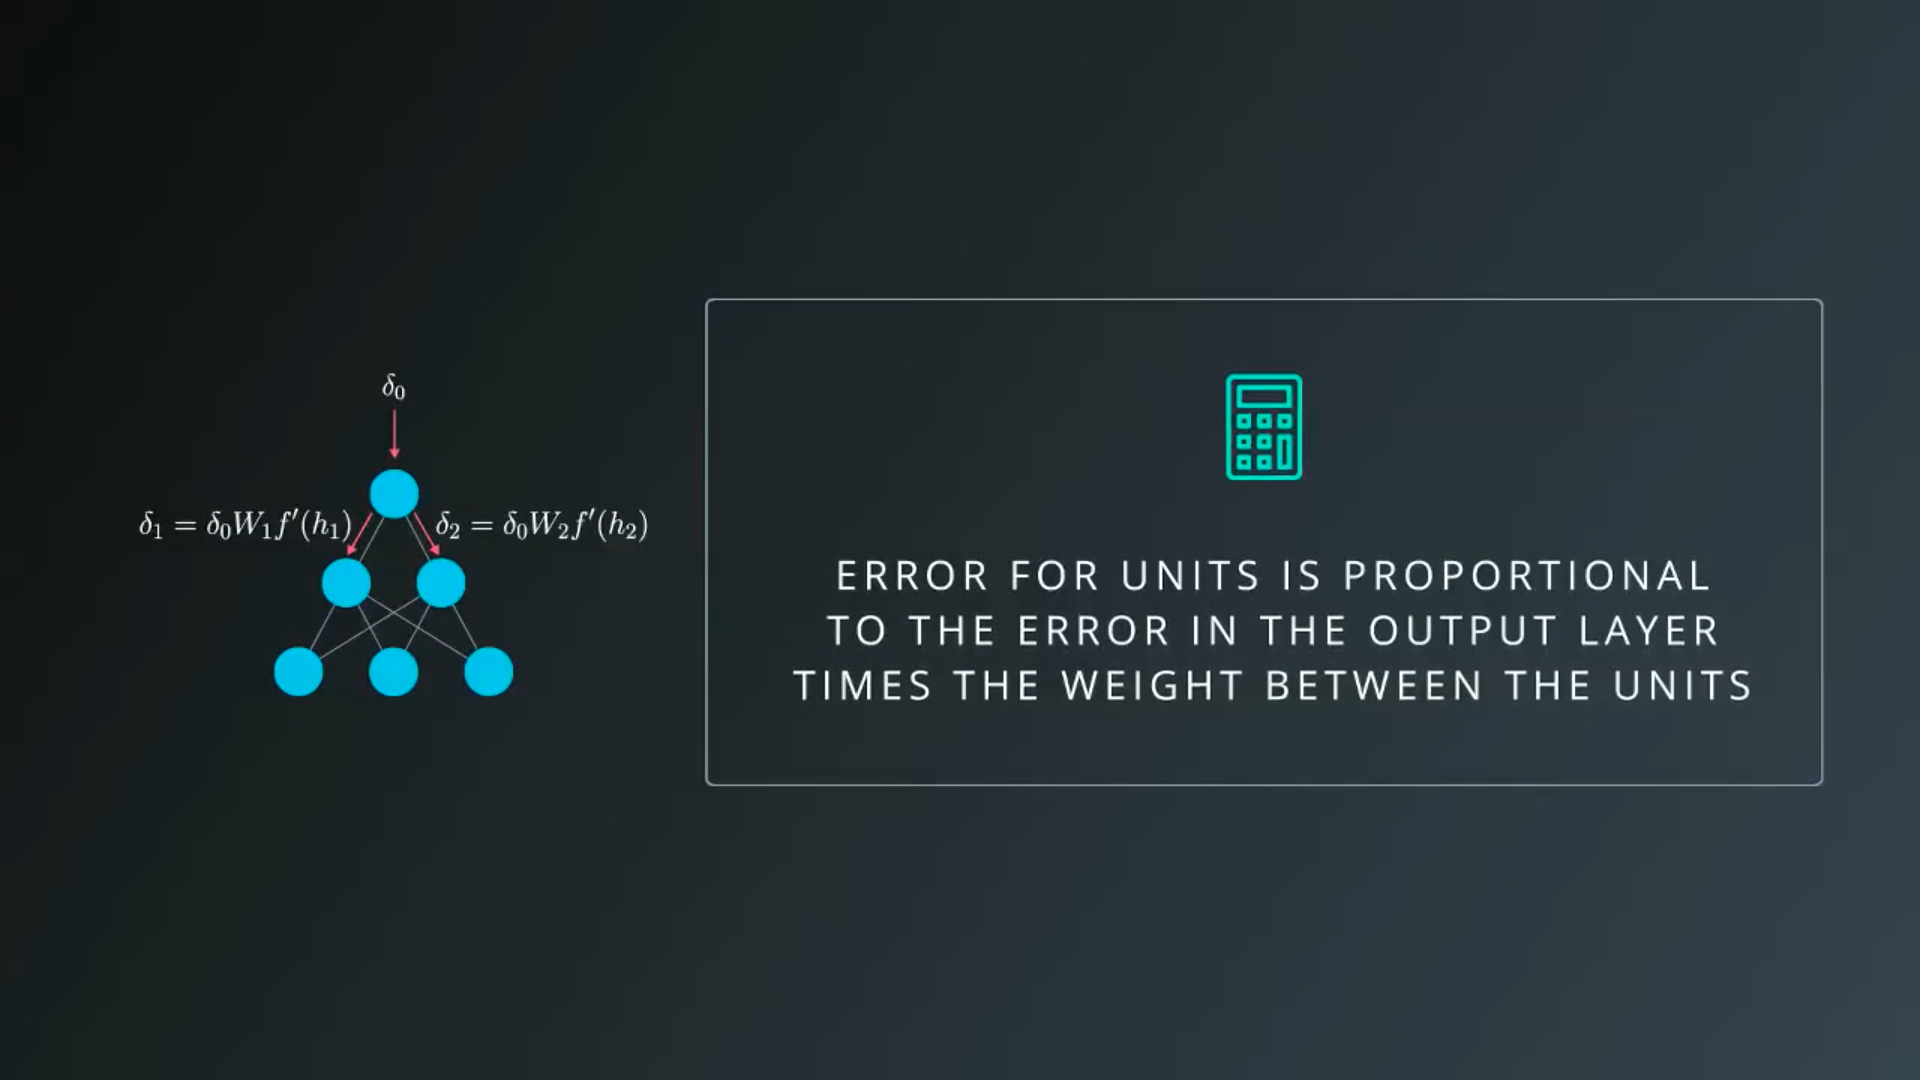 δ₀
δ₁ = δ₀W₁f′(h₁)
δ₂ = δ₀W₂f′(h₂)
ERROR FOR UNITS IS PROPORTIONAL
TO THE ERROR IN THE OUTPUT LAYER
TIMES THE WEIGHT BETWEEN THE UNITS